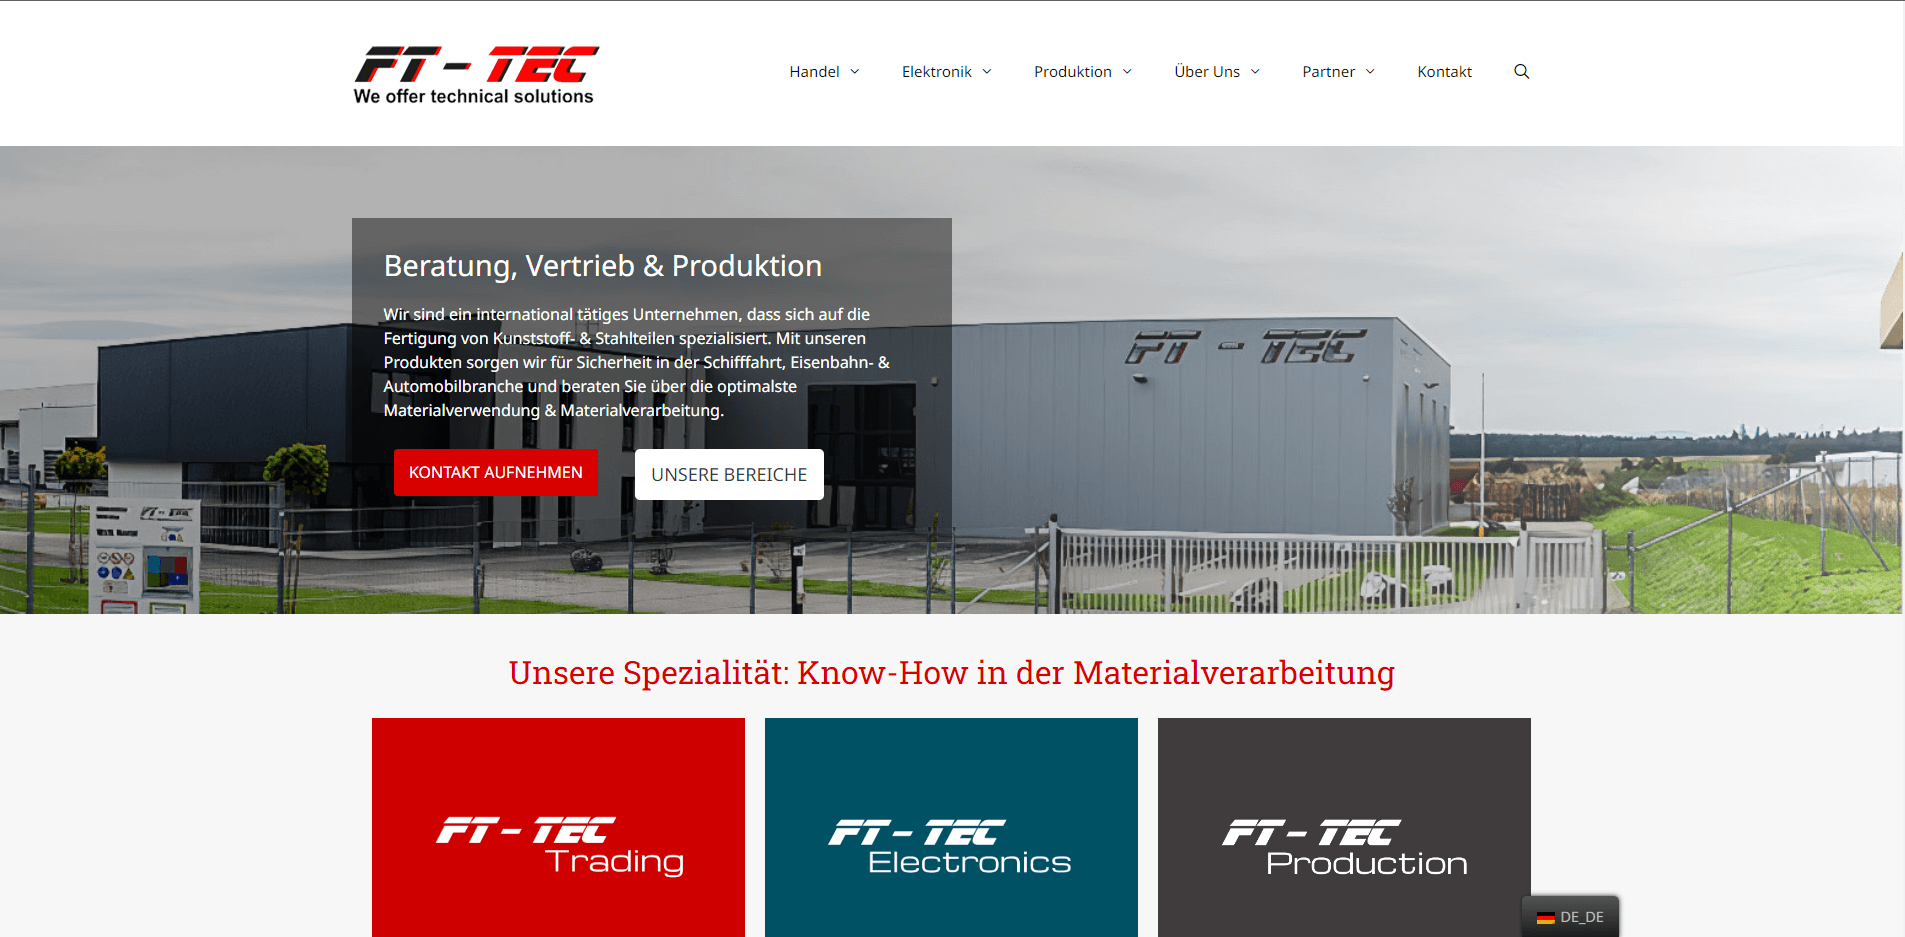 FT - TEC
We offer technical solutions
Handel
Elektronik
Produktion
Über Uns
Partner
Kontakt
Beratung, Vertrieb & Produktion
Wir sind ein international tätiges Unternehmen, dass sich auf die
Fertigung von Kunststoff- & Stahlteilen spezialisiert. Mit unseren
Produkten sorgen wir für Sicherheit in der Schifffahrt, Eisenbahn- &
Automobilbranche und beraten Sie über die optimalste
Materialverwendung & Materialverarbeitung.
KONTAKT AUFNEHMEN
UNSERE BEREICHE
FT - TEC
Unsere Spezialität: Know-How in der Materialverarbeitung
FT - TEC
Trading
FT - TEC
Electronics
FT - TEC
Production
DE_DE